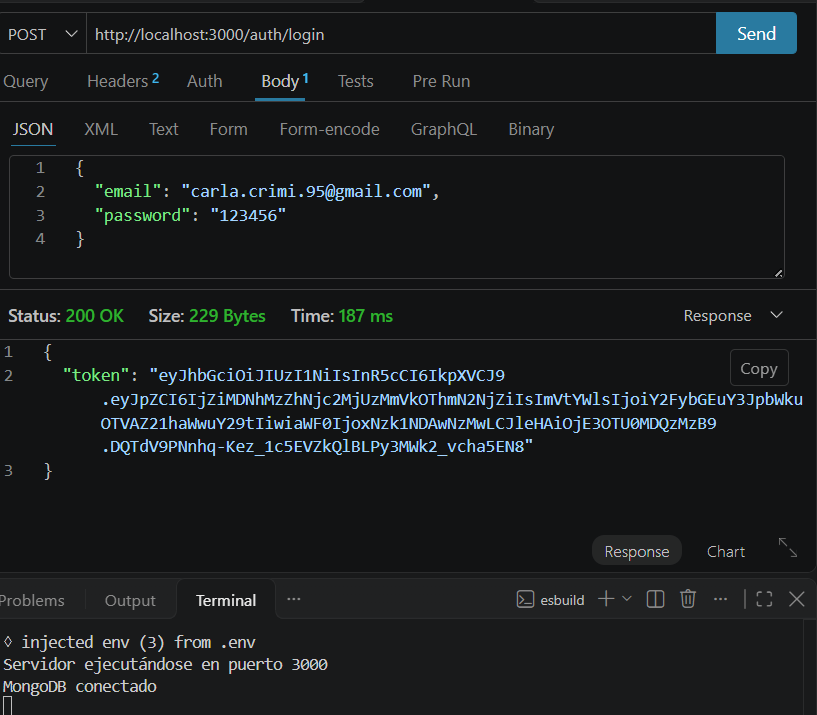 POST http://localhost:3000/auth/login Send
Query Headers 2 Auth Body 1 Tests Pre Run
JSON XML Text Form Form-encode GraphQL Binary
1 {
2 "email": "carla.crimi.95@gmail.com",
3 "password": "123456"
4 }
Status: 200 OK Size: 229 Bytes Time: 187 ms Response
1 {
Copy
2 "token": "eyJhbGciOiJIUzI1NiIsInR5cCI6IkpXVCJ9
.eyJpZCI6IjZiMDNhMzZhNjc2MjUzMmVkOThmN2NjZiIsImVtYWlsIjoiY2FybGEuY3JpbWku
OTVAZ21haWwuY29tIiwiaWF0IjoxNzk1NDAwNzMwLCJleHAiOjE3OTU0MDQzMzB9
.DQTdV9PNnhq-Kez_1c5EVZkQlBLPy3MWk2_vcha5EN8"
3 }
Response Chart
Problems Output Terminal ··· esbuild ···
◊ injected env (3) from .env
Servidor ejecutándose en puerto 3000
MongoDB conectado